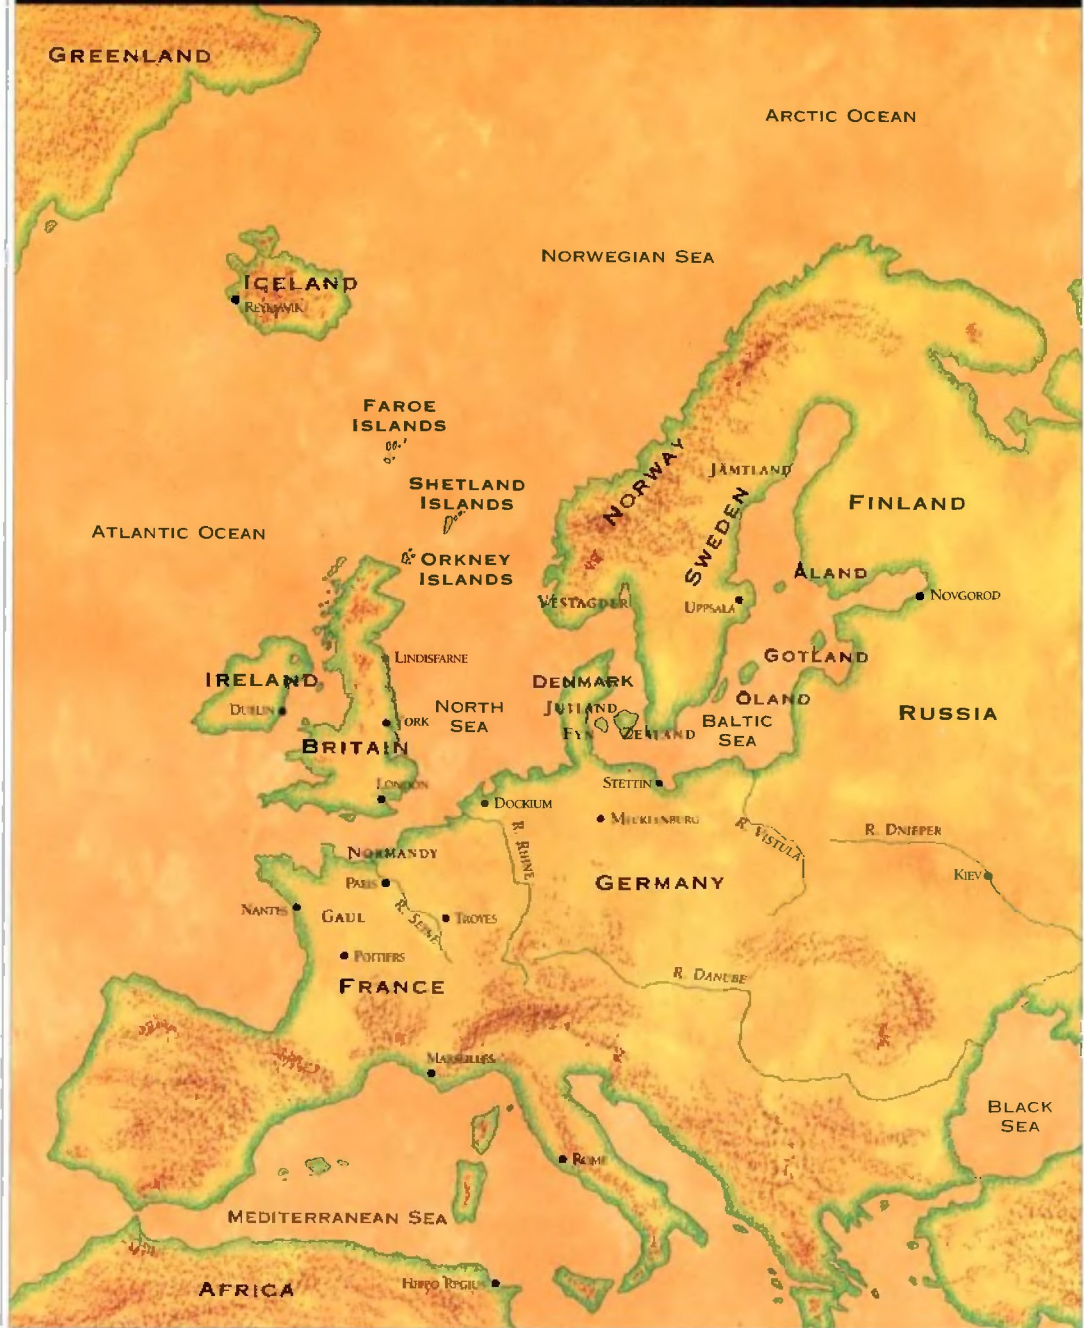 GREENLAND
ARCTIC OCEAN
NORWEGIAN SEA
ICELAND
REYKJAVIK
FAROE
ISLANDS
SHETLAND
ISLANDS
ATLANTIC OCEAN
ORKNEY
ISLANDS
NORWAY
JÄMTLAND
SWEDEN
FINLAND
ÅLAND
NOVGOROD
VESTAGDER
UPPSALA
LINDISFARNE
GOTLAND
IRELAND
DENMARK
ÖLAND
DUBLIN
JUTLAND
NORTH
SEA
YORK
FYN
ZEALAND
BALTIC
SEA
RUSSIA
BRITAIN
LONDON
STETTIN
DOCKIUM
MECKLENBURG
R. VISTULA
R. DNIEPER
R. RHINE
NORMANDY
PARIS
GERMANY
KIEV
NANTES
GAUL
R. SEINE
TROYES
POITIERS
R. DANUBE
FRANCE
MARSEILLES
BLACK
SEA
ROME
MEDITERRANEAN SEA
AFRICA
HIPPO REGIUS